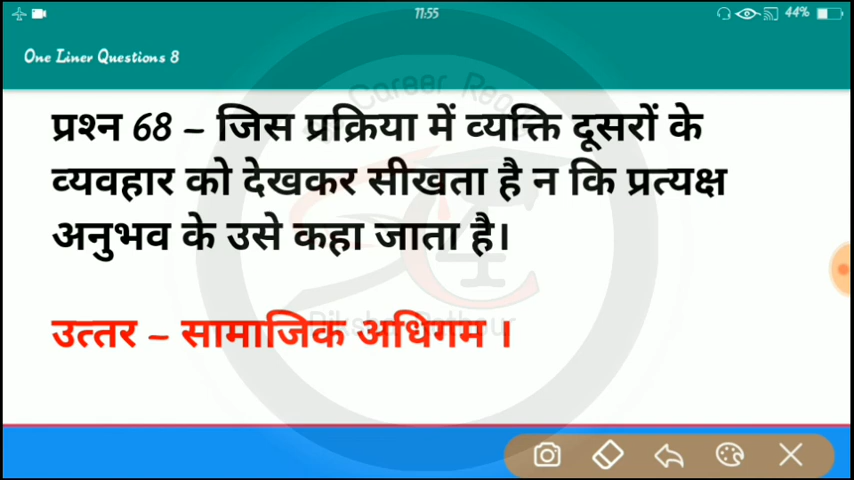 11:55
44%
One Liner Questions 8
Career
प्रश्न 68 – जिस प्रक्रिया में व्यक्ति दूसरों के
व्यवहार को देखकर सीखता है न कि प्रत्यक्ष
अनुभव के उसे कहा जाता है।
उत्तर – सामाजिक अधिगम ।